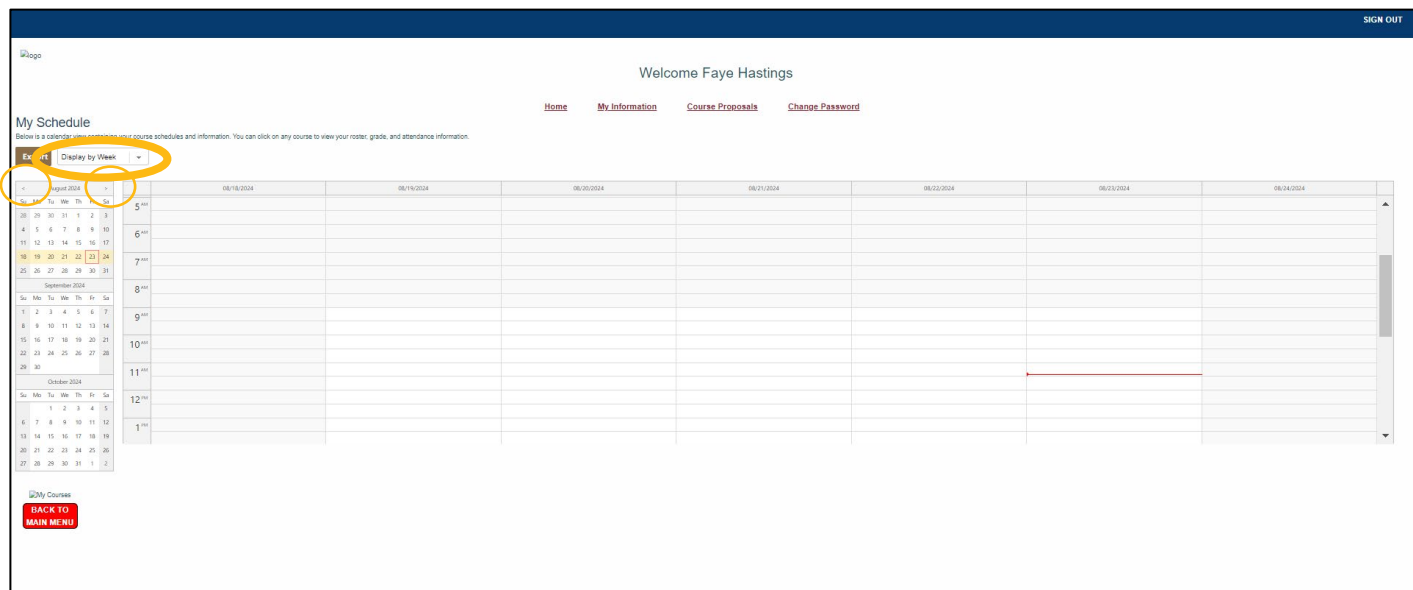 SIGN OUT
logo
Welcome Faye Hastings
Home My Information Course Proposals Change Password
My Schedule
Below is a calendar view containing your course schedules and information. You can click on any course to view your roster, grade, and attendance information.
Display by Week
August 2024
Tu We Th Sa
28 29 30 31 1 2 3
4 5 6 7 8 9 10
11 12 13 14 15 16 17
18 19 20 21 22 23 24
25 26 27 28 29 30 31
September 2024
Su Mo Tu We Th Fr Sa
1 2 3 4 5 6 7
8 9 10 11 12 13 14
15 16 17 18 19 20 21
22 23 24 25 26 27 28
29 30
October 2024
Su Mo Tu We Th Fr Sa
1 2 3 4 5
6 7 8 9 10 11 12
13 14 15 16 17 18 19
20 21 22 23 24 25 26
27 28 29 30 31 1 2
08/18/2024 08/19/2024 08/20/2024 08/21/2024 08/22/2024 08/23/2024 08/24/2024
5 AM
6 AM
7 AM
8 AM
9 AM
10 AM
11 AM
12 PM
1 PM
My Courses
BACK TO
MAIN MENU